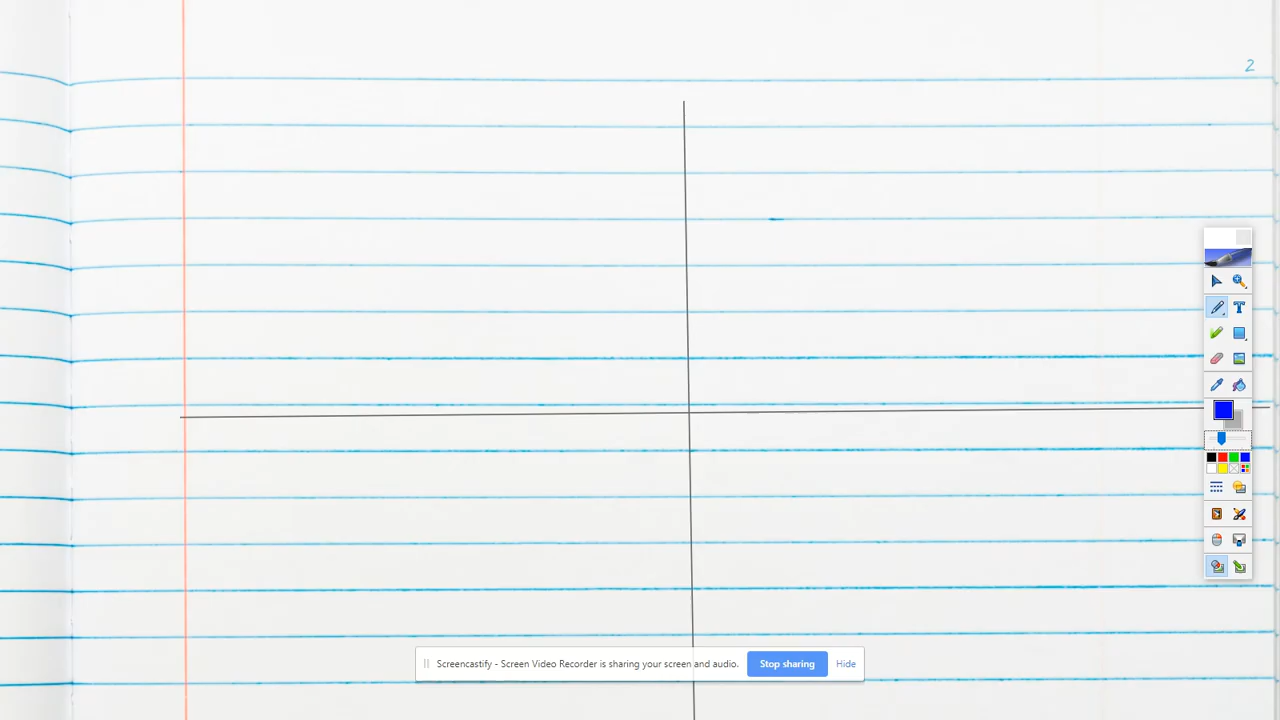 2
T
Screencastify - Screen Video Recorder is sharing your screen and audio. Stop sharing Hide